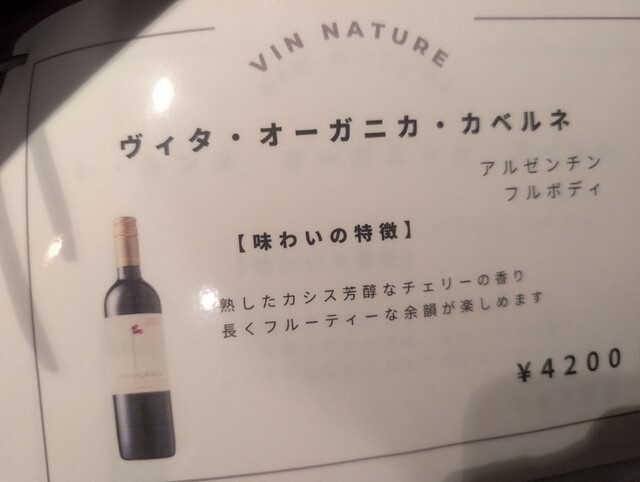 VIN NATURE
ヴィタ・オーガニカ・カベルネ
アルゼンチン
フルボディ
【味わいの特徴】
熟したカシス芳醇なチェリーの香り
長くフルーティーな余韻が楽しめます
¥4200